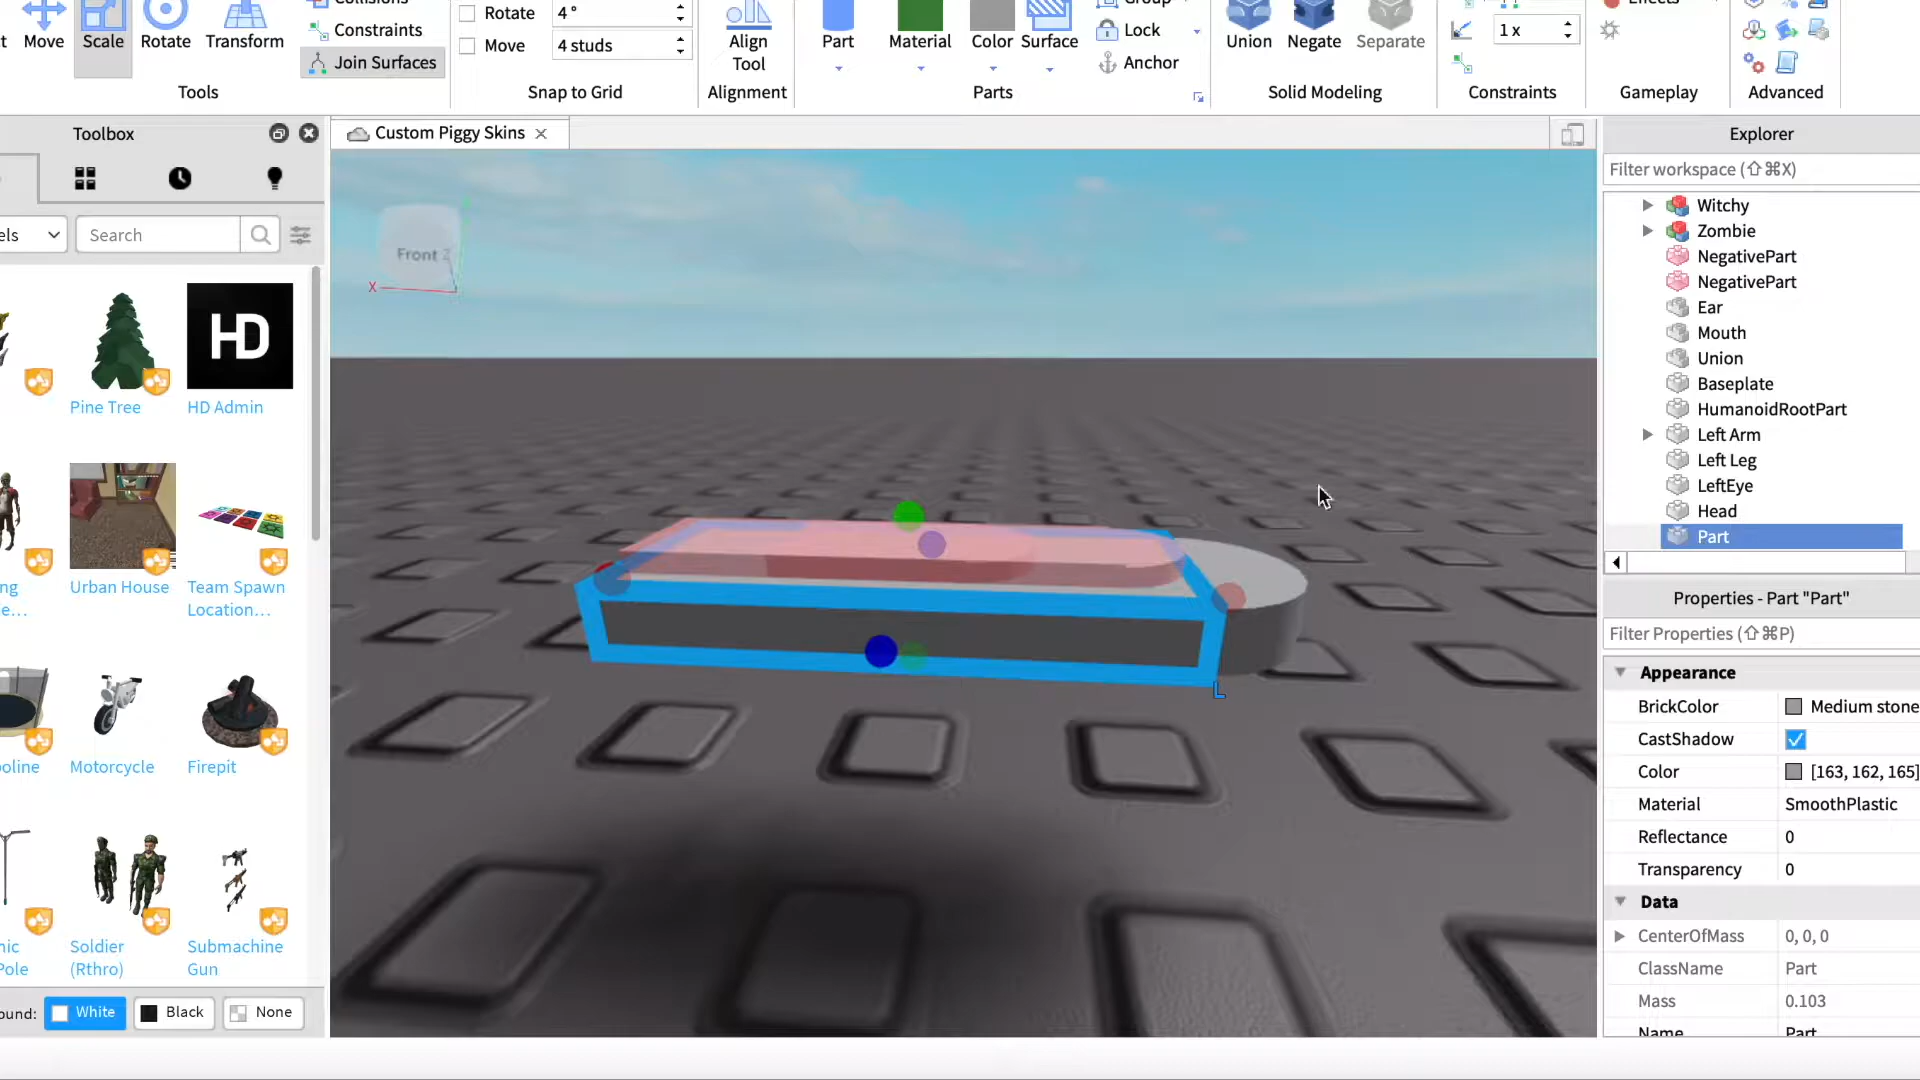 Move
Scale
Rotate
Transform
Tools
Constraints
Join Surfaces
Rotate
4 °
Move
4 studs
Snap to Grid
Align
Tool
Alignment
Part
Material
Color
Surface
Group
Lock
Anchor
Parts
Union
Negate
Separate
Solid Modeling
1 x
Constraints
Gameplay
Advanced
Toolbox
Search
Pine Tree
HD
HD Admin
Urban House
Team Spawn
Location...
Motorcycle
Firepit
Soldier
(Rthro)
Submachine
Gun
Pole
White
Black
None
Custom Piggy Skins
Front
X
Z
L
Explorer
Filter workspace (⇧⌘X)
Witchy
Zombie
NegativePart
NegativePart
Ear
Mouth
Union
Baseplate
HumanoidRootPart
Left Arm
Left Leg
LeftEye
Head
Part
Properties - Part "Part"
Filter Properties (⇧⌘P)
Appearance
BrickColor Medium stone
CastShadow
Color [163, 162, 165]
Material SmoothPlastic
Reflectance 0
Transparency 0
Data
CenterOfMass 0, 0, 0
ClassName Part
Mass 0.103
Name Part